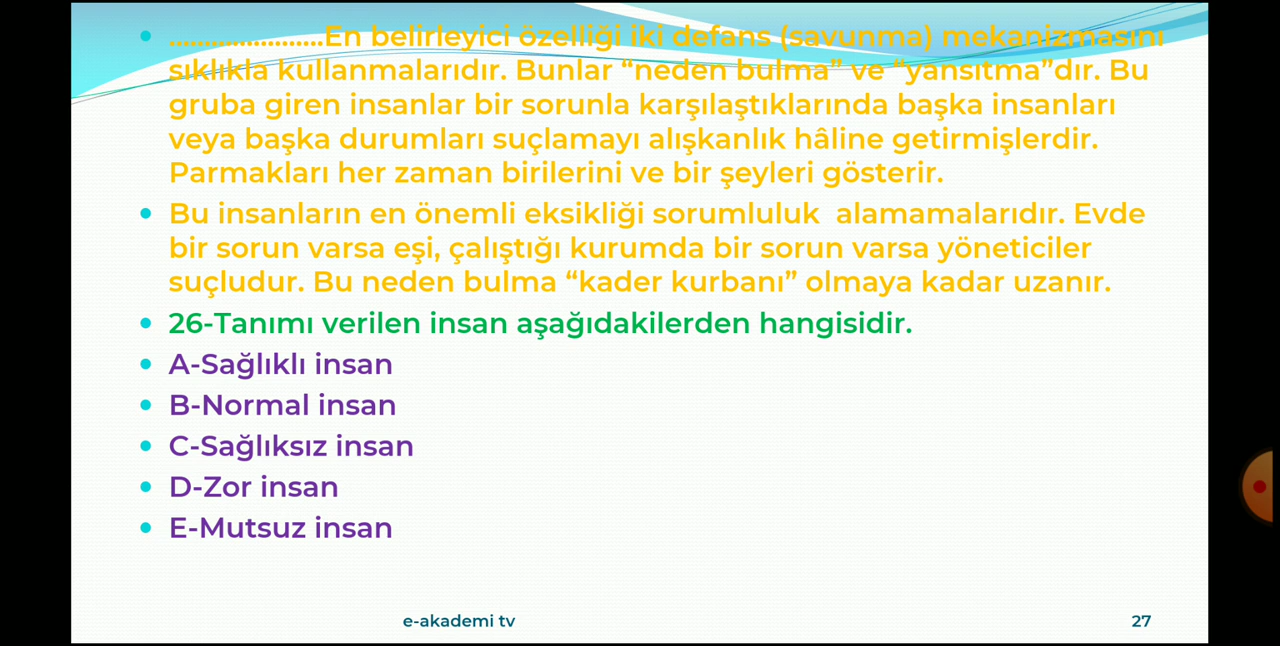 .....................En belirleyici özelliği iki defans (savunma) mekanizmasını
sıklıkla kullanmalarıdır. Bunlar “neden bulma” ve “yansıtma”dır. Bu
gruba giren insanlar bir sorunla karşılaştıklarında başka insanları
veya başka durumları suçlamayı alışkanlık hâline getirmişlerdir.
Parmakları her zaman birilerini ve bir şeyleri gösterir.
Bu insanların en önemli eksikliği sorumluluk  alamamalarıdır. Evde
bir sorun varsa eşi, çalıştığı kurumda bir sorun varsa yöneticiler
suçludur. Bu neden bulma “kader kurbanı” olmaya kadar uzanır.
26-Tanımı verilen insan aşağıdakilerden hangisidir.
A-Sağlıklı insan
B-Normal insan
C-Sağlıksız insan
D-Zor insan
E-Mutsuz insan
e-akademi tv
27